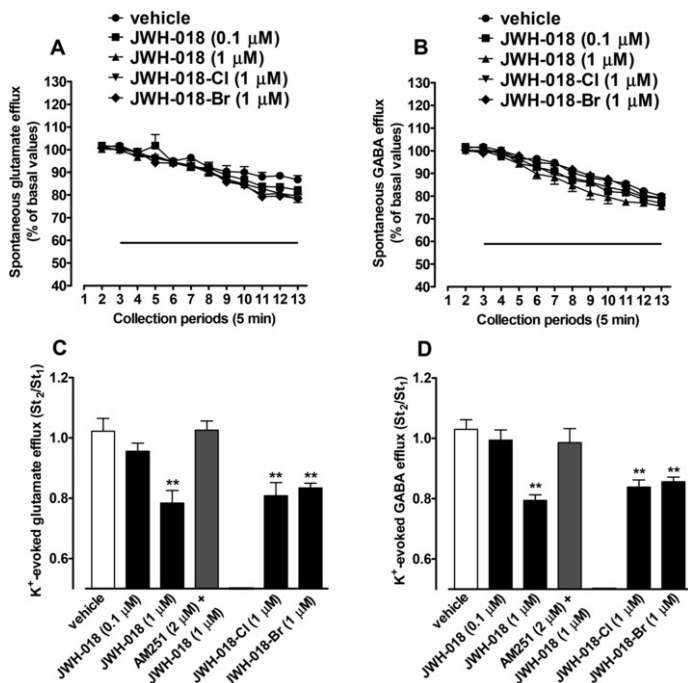 A
vehicle
JWH-018 (0.1 μM)
JWH-018 (1 μM)
JWH-018-Cl (1 μM)
JWH-018-Br (1 μM)
Spontaneous glutamate efflux
(% of basal values)
130
120
110
100
90
80
70
60
50
40
1 2 3 4 5 6 7 8 9 10 11 12 13
Collection periods (5 min)
B
vehicle
JWH-018 (0.1 μM)
JWH-018 (1 μM)
JWH-018-Cl (1 μM)
JWH-018-Br (1 μM)
Spontaneous GABA efflux
(% of basal values)
130
120
110
100
90
80
70
60
50
40
1 2 3 4 5 6 7 8 9 10 11 12 13
Collection periods (5 min)
C
K⁺-evoked glutamate efflux (St₂/St₁)
1.2
1.0
0.8
0.6
**
**
**
vehicle
JWH-018 (0.1 μM)
JWH-018 (1 μM)
AM251 (2 μM) +
JWH-018 (1 μM)
JWH-018-Cl (1 μM)
JWH-018-Br (1 μM)
D
K⁺-evoked GABA efflux (St₂/St₁)
1.2
1.0
0.8
0.6
**
**
**
vehicle
JWH-018 (0.1 μM)
JWH-018 (1 μM)
AM251 (2 μM) +
JWH-018 (1 μM)
JWH-018-Cl (1 μM)
JWH-018-Br (1 μM)